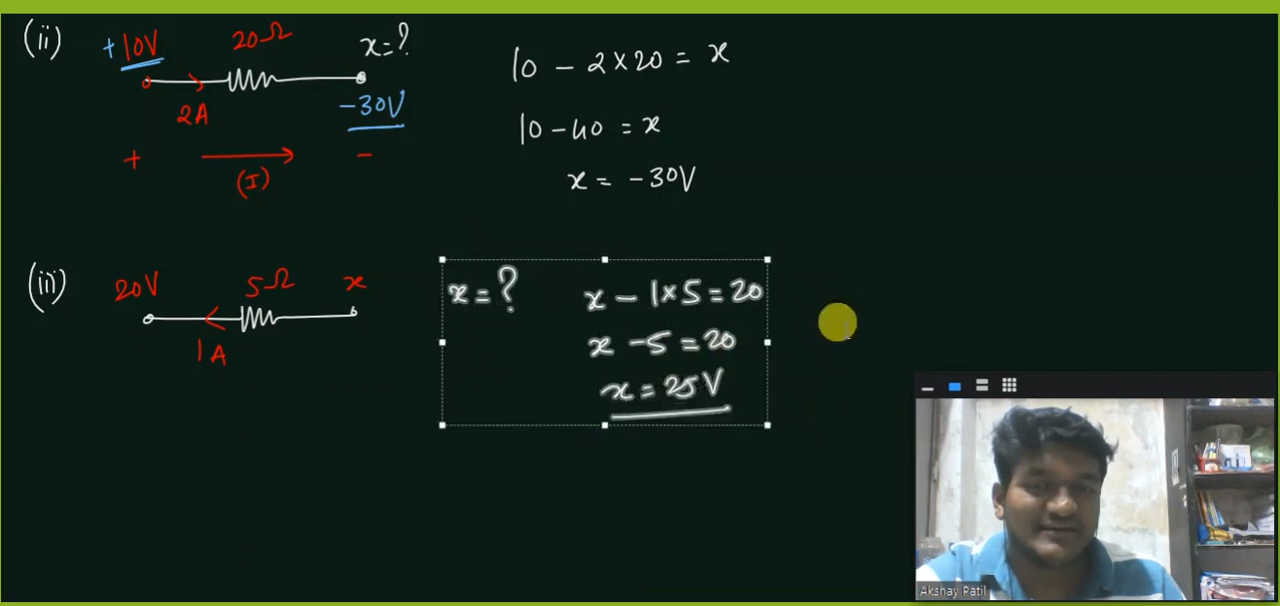 (ii)
+10V 20Ω x=?
2A
-30V
+ → -
(I)
10 - 2×20 = x
10 - 40 = x
x = -30V
(iii)
20V 5Ω x
1A
x = ?
x - 1×5 = 20
x - 5 = 20
x = 25V
Akshay Patil